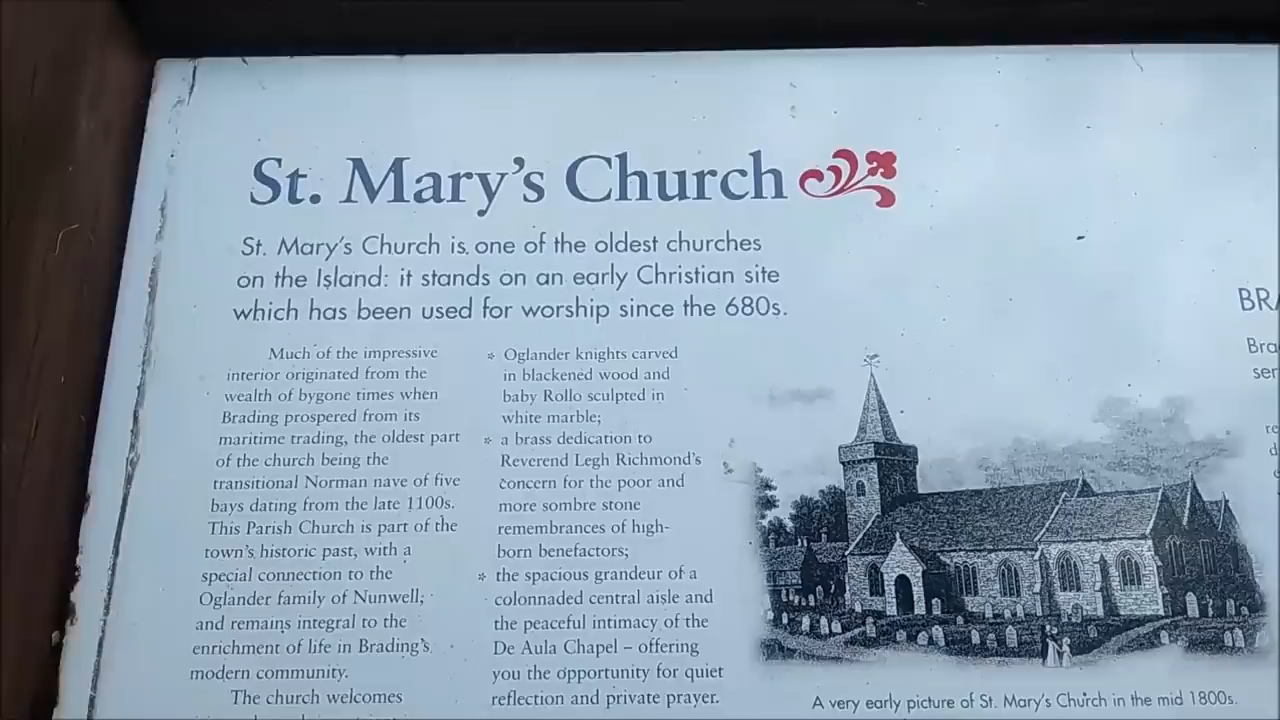 St. Mary's Church
St. Mary's Church is one of the oldest churches
on the Island: it stands on an early Christian site
which has been used for worship since the 680s.
Much of the impressive
interior originated from the
wealth of bygone times when
Brading prospered from its
maritime trading, the oldest part
of the church being the
transitional Norman nave of five
bays dating from the late 1100s.
This Parish Church is part of the
town's historic past, with a
special connection to the
Oglander family of Nunwell;
and remains integral to the
enrichment of life in Brading's
modern community.
The church welcomes
* Oglander knights carved
in blackened wood and
baby Rollo sculpted in
white marble;
* a brass dedication to
Reverend Legh Richmond's
concern for the poor and
more sombre stone
remembrances of high-
born benefactors;
* the spacious grandeur of a
colonnaded central aisle and
the peaceful intimacy of the
De Aula Chapel – offering
you the opportunity for quiet
reflection and private prayer.
A very early picture of St. Mary's Church in the mid 1800s.